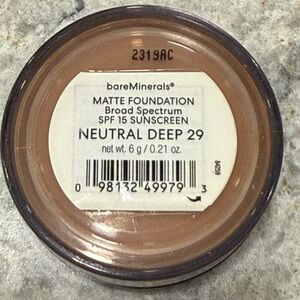 2319AC
bareMinerals®
MATTE FOUNDATION
Broad Spectrum
SPF 15 SUNSCREEN
NEUTRAL DEEP 29
net wt. 6 g / 0.21 oz.
0 98132 49979 3